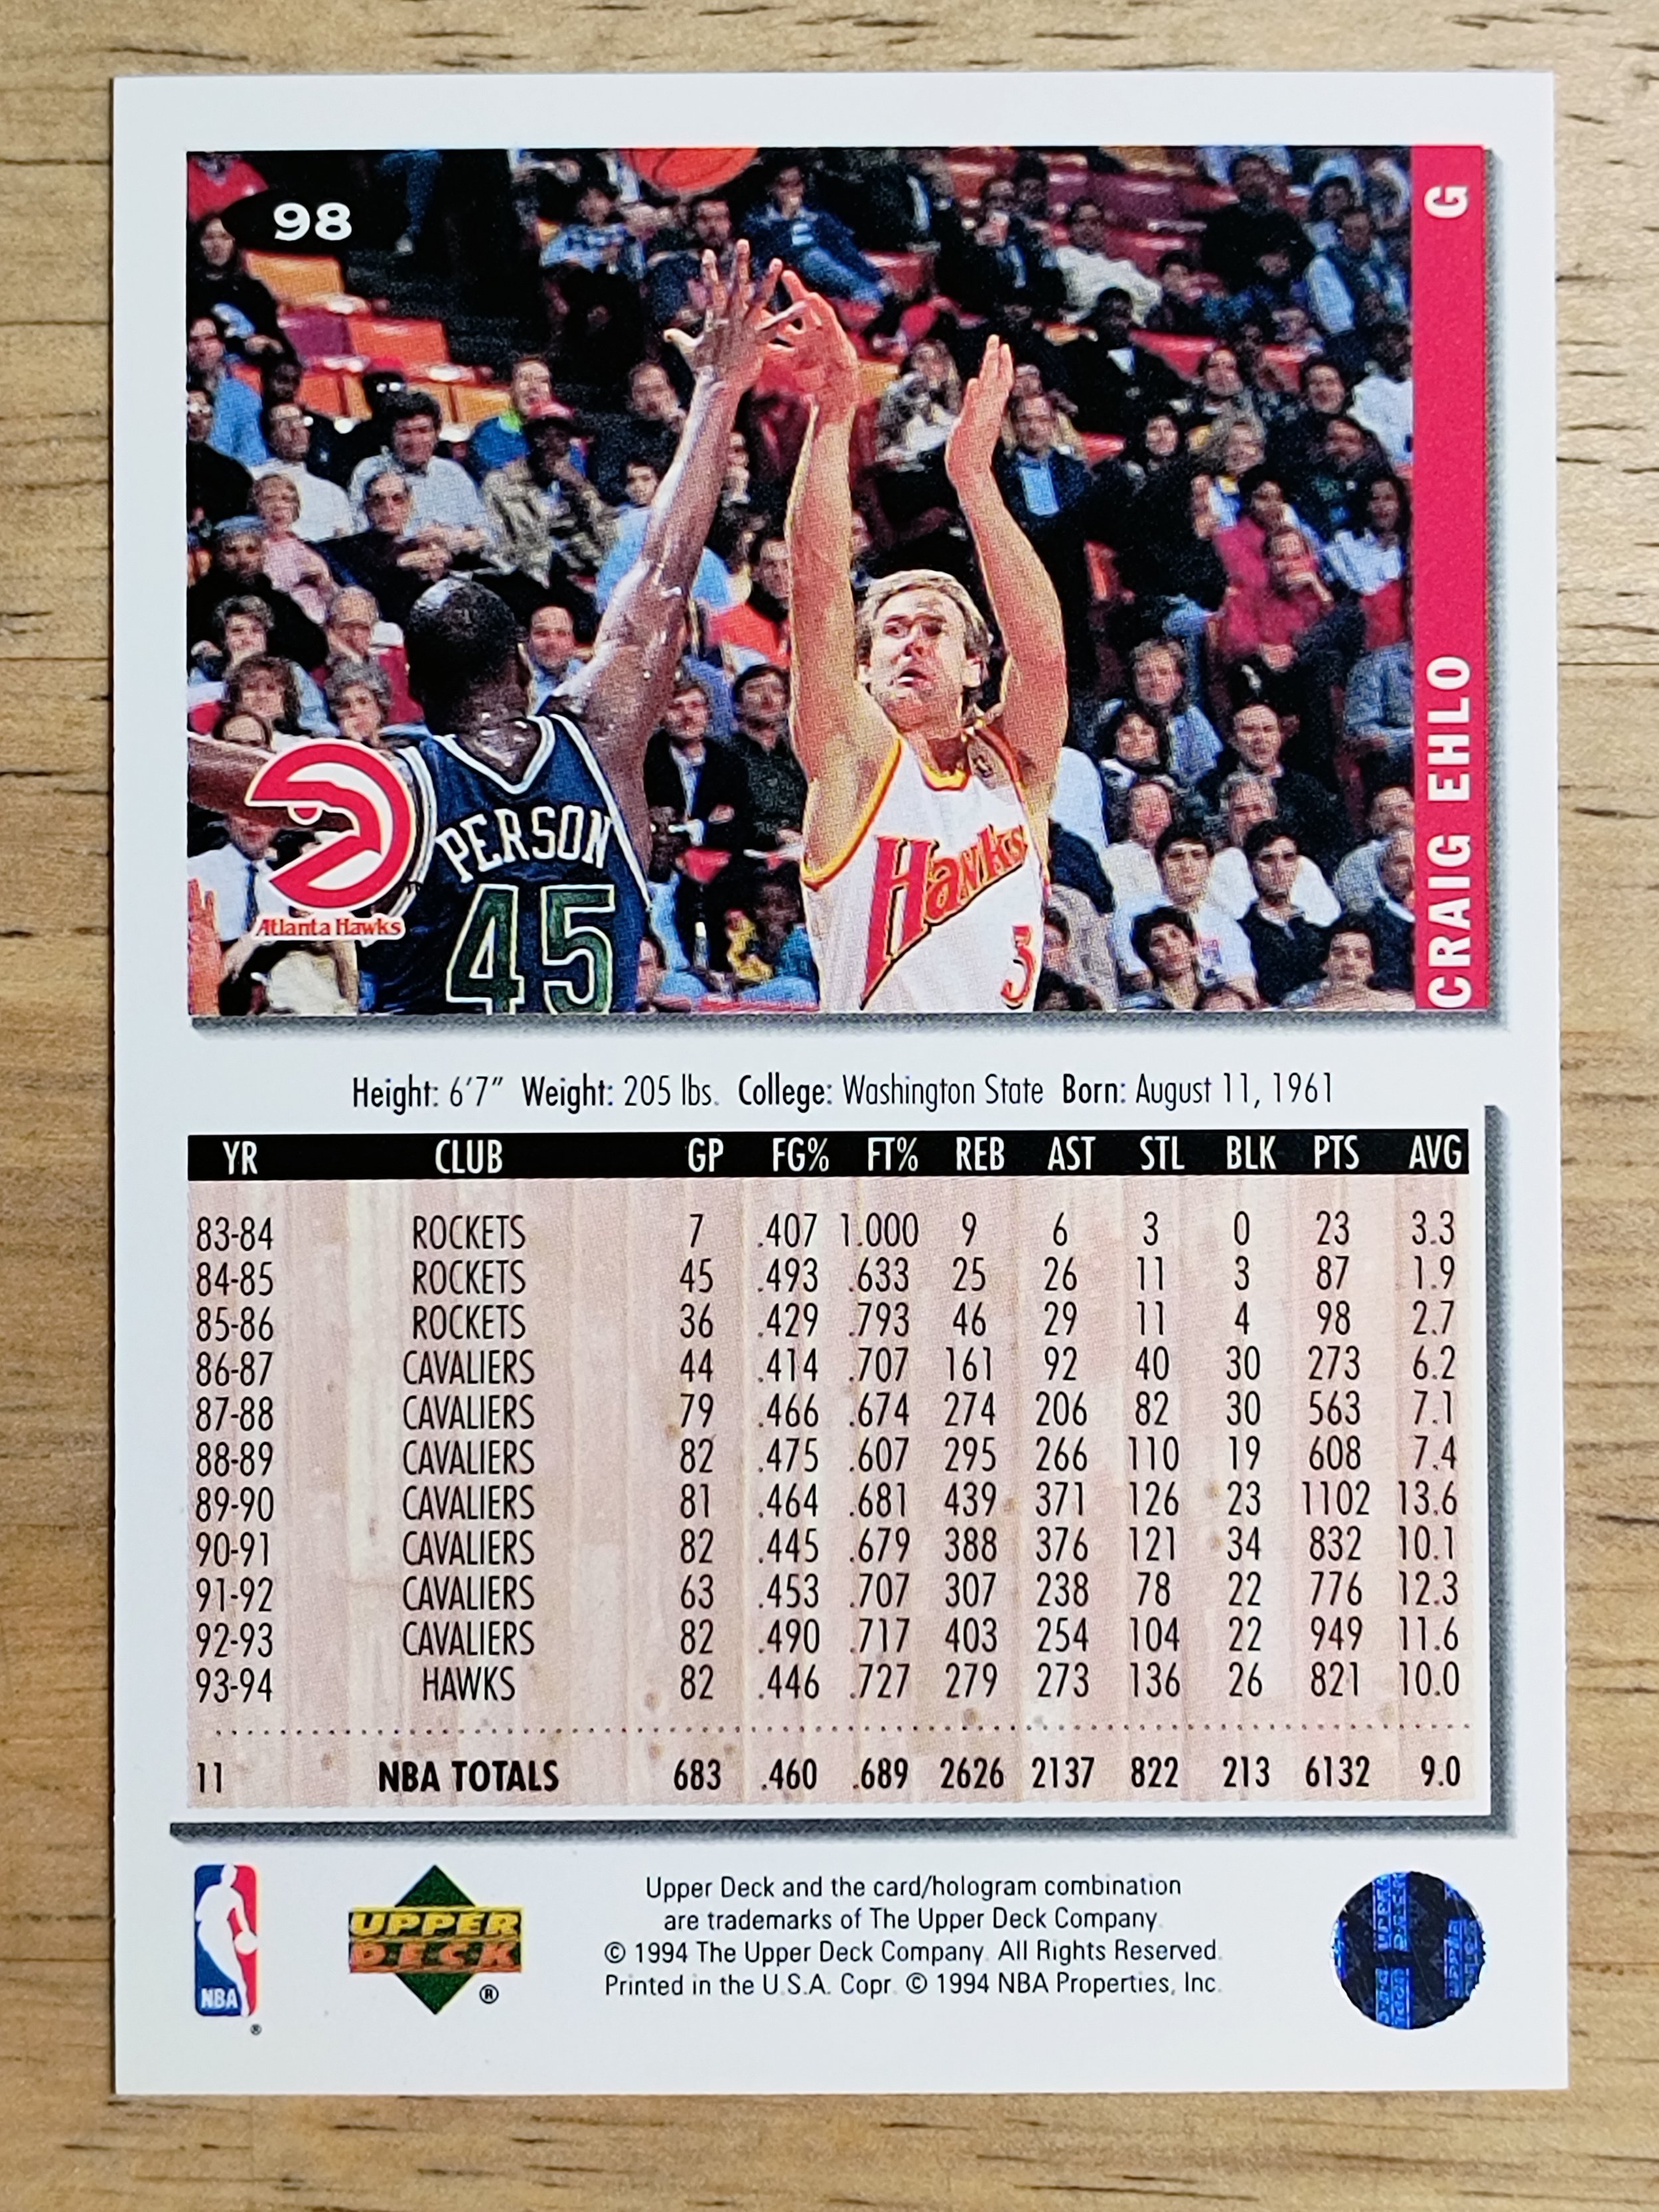 98
G
CRAIG EHLO
PERSON
45
Hawks
3
Atlanta Hawks
Height: 6'7" Weight: 205 lbs. College: Washington State Born: August 11, 1961
YR CLUB GP FG% FT% REB AST STL BLK PTS AVG
83-84 ROCKETS 7 .407 1.000 9 6 3 0 23 3.3
84-85 ROCKETS 45 .493 .633 25 26 11 3 87 1.9
85-86 ROCKETS 36 .429 .793 46 29 11 4 98 2.7
86-87 CAVALIERS 44 .414 .707 161 92 40 30 273 6.2
87-88 CAVALIERS 79 .466 .674 274 206 82 30 563 7.1
88-89 CAVALIERS 82 .475 .607 295 266 110 19 608 7.4
89-90 CAVALIERS 81 .464 .681 439 371 126 23 1102 13.6
90-91 CAVALIERS 82 .445 .679 388 376 121 34 832 10.1
91-92 CAVALIERS 63 .453 .707 307 238 78 22 776 12.3
92-93 CAVALIERS 82 .490 .717 403 254 104 22 949 11.6
93-94 HAWKS 82 .446 .727 279 273 136 26 821 10.0
11 NBA TOTALS 683 .460 .689 2626 2137 822 213 6132 9.0
NBA ®
UPPER
DECK ®
Upper Deck and the card/hologram combination
are trademarks of The Upper Deck Company.
© 1994 The Upper Deck Company. All Rights Reserved.
Printed in the U.S.A. Copr. © 1994 NBA Properties, Inc.